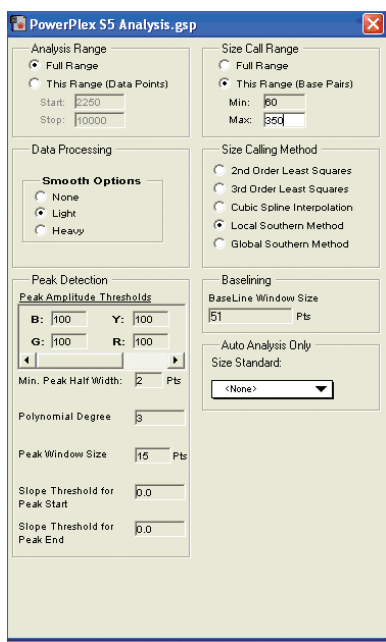 PowerPlex S5 Analysis.gsp
Analysis Range
Full Range
This Range (Data Points)
Start: 2250
Stop: 10000
Size Call Range
Full Range
This Range (Base Pairs)
Min: 60
Max: 350
Data Processing
Smooth Options
None
Light
Heavy
Size Calling Method
2nd Order Least Squares
3rd Order Least Squares
Cubic Spline Interpolation
Local Southern Method
Global Southern Method
Peak Detection
Peak Amplitude Thresholds
B: 100 Y: 100
G: 100 R: 100
Min. Peak Half Width: 2 Pts
Polynomial Degree 3
Peak Window Size 15 Pts
Slope Threshold for Peak Start 0.0
Slope Threshold for Peak End 0.0
Baselining
BaseLine Window Size
51 Pts
Auto Analysis Only
Size Standard:
<None>